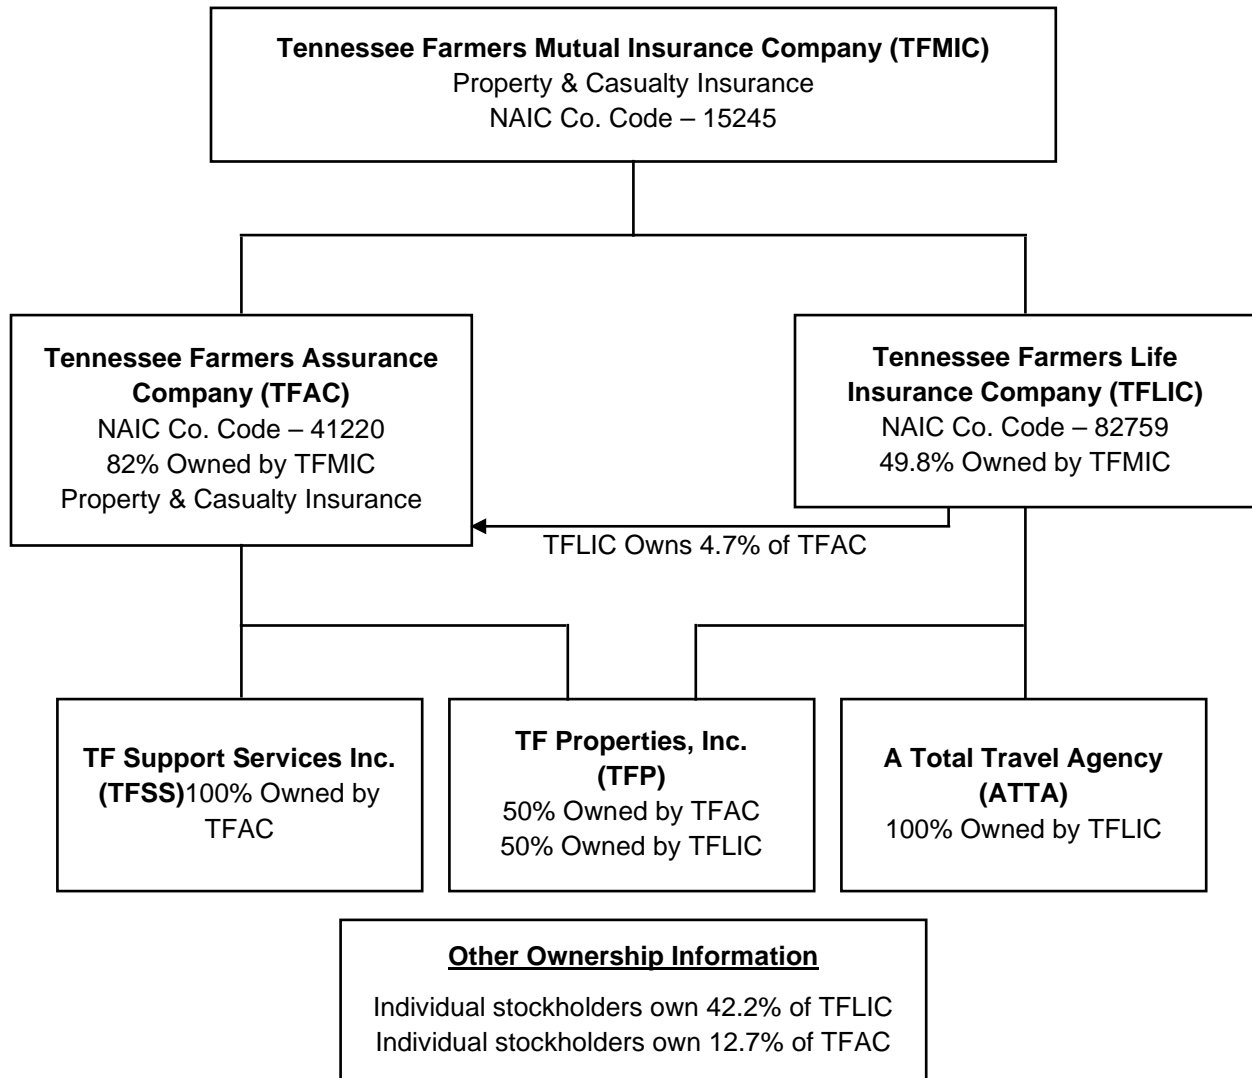 Tennessee Farmers Mutual Insurance Company (TFMIC)
Property & Casualty Insurance
NAIC Co. Code – 15245
Tennessee Farmers Assurance
Company (TFAC)
NAIC Co. Code – 41220
82% Owned by TFMIC
Property & Casualty Insurance
Tennessee Farmers Life
Insurance Company (TFLIC)
NAIC Co. Code – 82759
49.8% Owned by TFMIC
TFLIC Owns 4.7% of TFAC
TF Support Services Inc.
(TFSS)100% Owned by
TFAC
TF Properties, Inc.
(TFP)
50% Owned by TFAC
50% Owned by TFLIC
A Total Travel Agency
(ATTA)
100% Owned by TFLIC
Other Ownership Information
Individual stockholders own 42.2% of TFLIC
Individual stockholders own 12.7% of TFAC